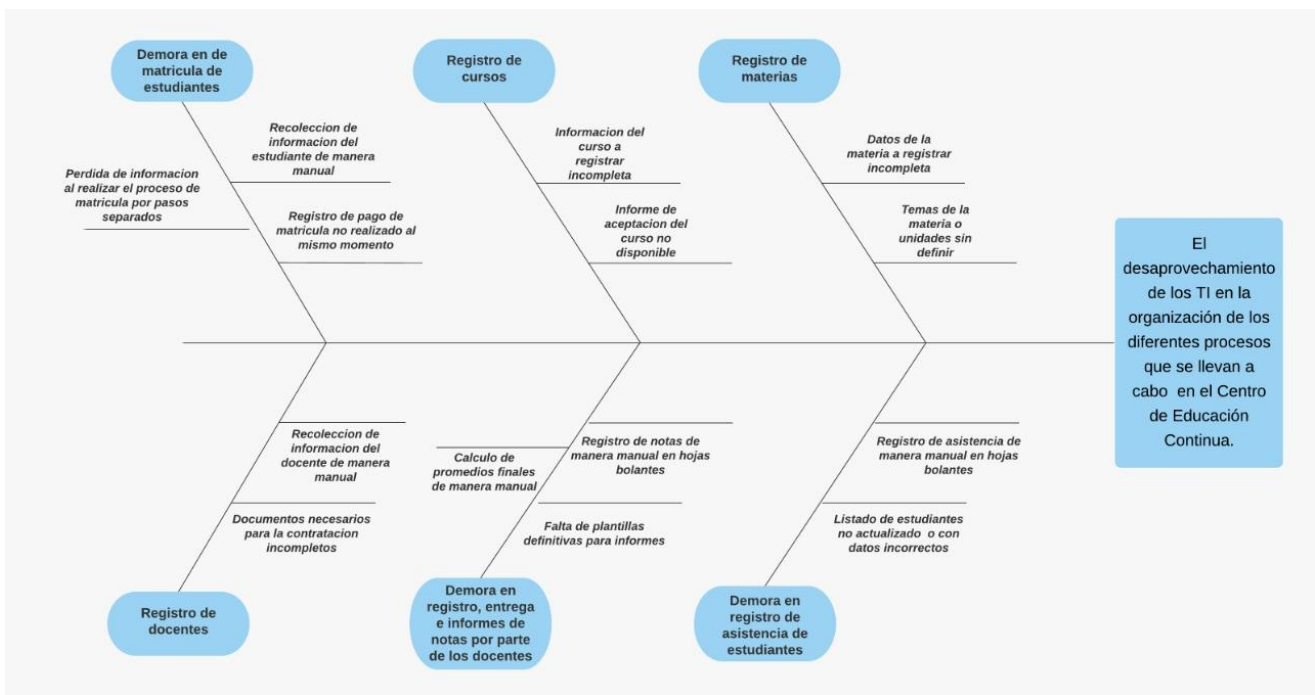 Demora en de
matricula de
estudiantes
Registro de
cursos
Registro de
materias
Recoleccion de
informacion del
estudiante de manera
manual
Perdida de informacion
al realizar el proceso de
matricula por pasos
separados
Registro de pago de
matricula no realizado al
mismo momento
Informacion del
curso a
registrar
incompleta
Informe de
aceptacion del
curso no
disponible
Datos de la
materia a registrar
incompleta
Temas de la
materia o
unidades sin
definir
El
desaprovechamiento
de los TI en la
organización de los
diferentes procesos
que se llevan a
cabo en el Centro
de Educación
Continua.
Recoleccion de
informacion del
docente de manera
manual
Documentos necesarios
para la contratacion
incompletos
Calculo de
promedios finales
de manera manual
Registro de notas de
manera manual en hojas
bolantes
Falta de plantillas
definitivas para informes
Registro de asistencia de
manera manual en hojas
bolantes
Listado de estudiantes
no actualizado o con
datos incorrectos
Registro de
docentes
Demora en
registro, entrega
e informes de
notas por parte
de los docentes
Demora en
registro de
asistencia de
estudiantes